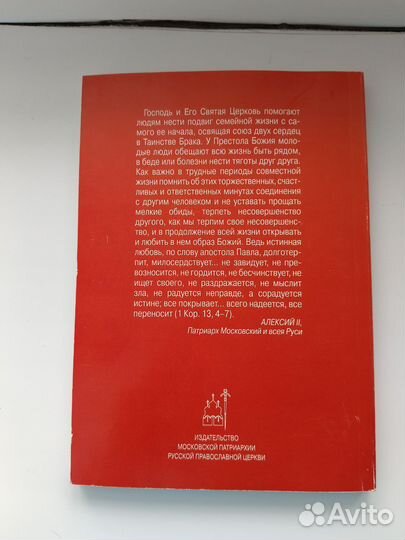 Господь и Его Святая Церковь помогают
людям нести подвиг семейной жизни с са-
мого ее начала, освящая союз двух сердец
в Таинстве Брака. У Престола Божия моло-
дые люди обещают всю жизнь быть рядом,
в беде или болезни нести тяготы друг друга.
Как важно в трудные периоды совместной
жизни помнить об этих торжественных, счаст-
ливых и ответственных минутах соединения
с другим человеком и не уставать прощать
мелкие обиды, терпеть несовершенство
другого, как мы терпим свое несовершенс-
тво, и в продолжение всей жизни открывать
и любить в нем образ Божий. Ведь истинная
любовь, по слову апостола Павла, долготер-
пит, милосердствует... не завидует, не пре-
возносится, не гордится, не бесчинствует, не
ищет своего, не раздражается, не мыслит
зла, не радуется неправде, а сорадуется
истине; все покрывает... всего надеется, все
переносит (1 Кор. 13, 4–7).
АЛЕКСИЙ II,
Патриарх Московский и всея Руси
ИЗДАТЕЛЬСТВО
МОСКОВСКОЙ ПАТРИАРХИИ
РУССКОЙ ПРАВОСЛАВНОЙ ЦЕРКВИ
Avito